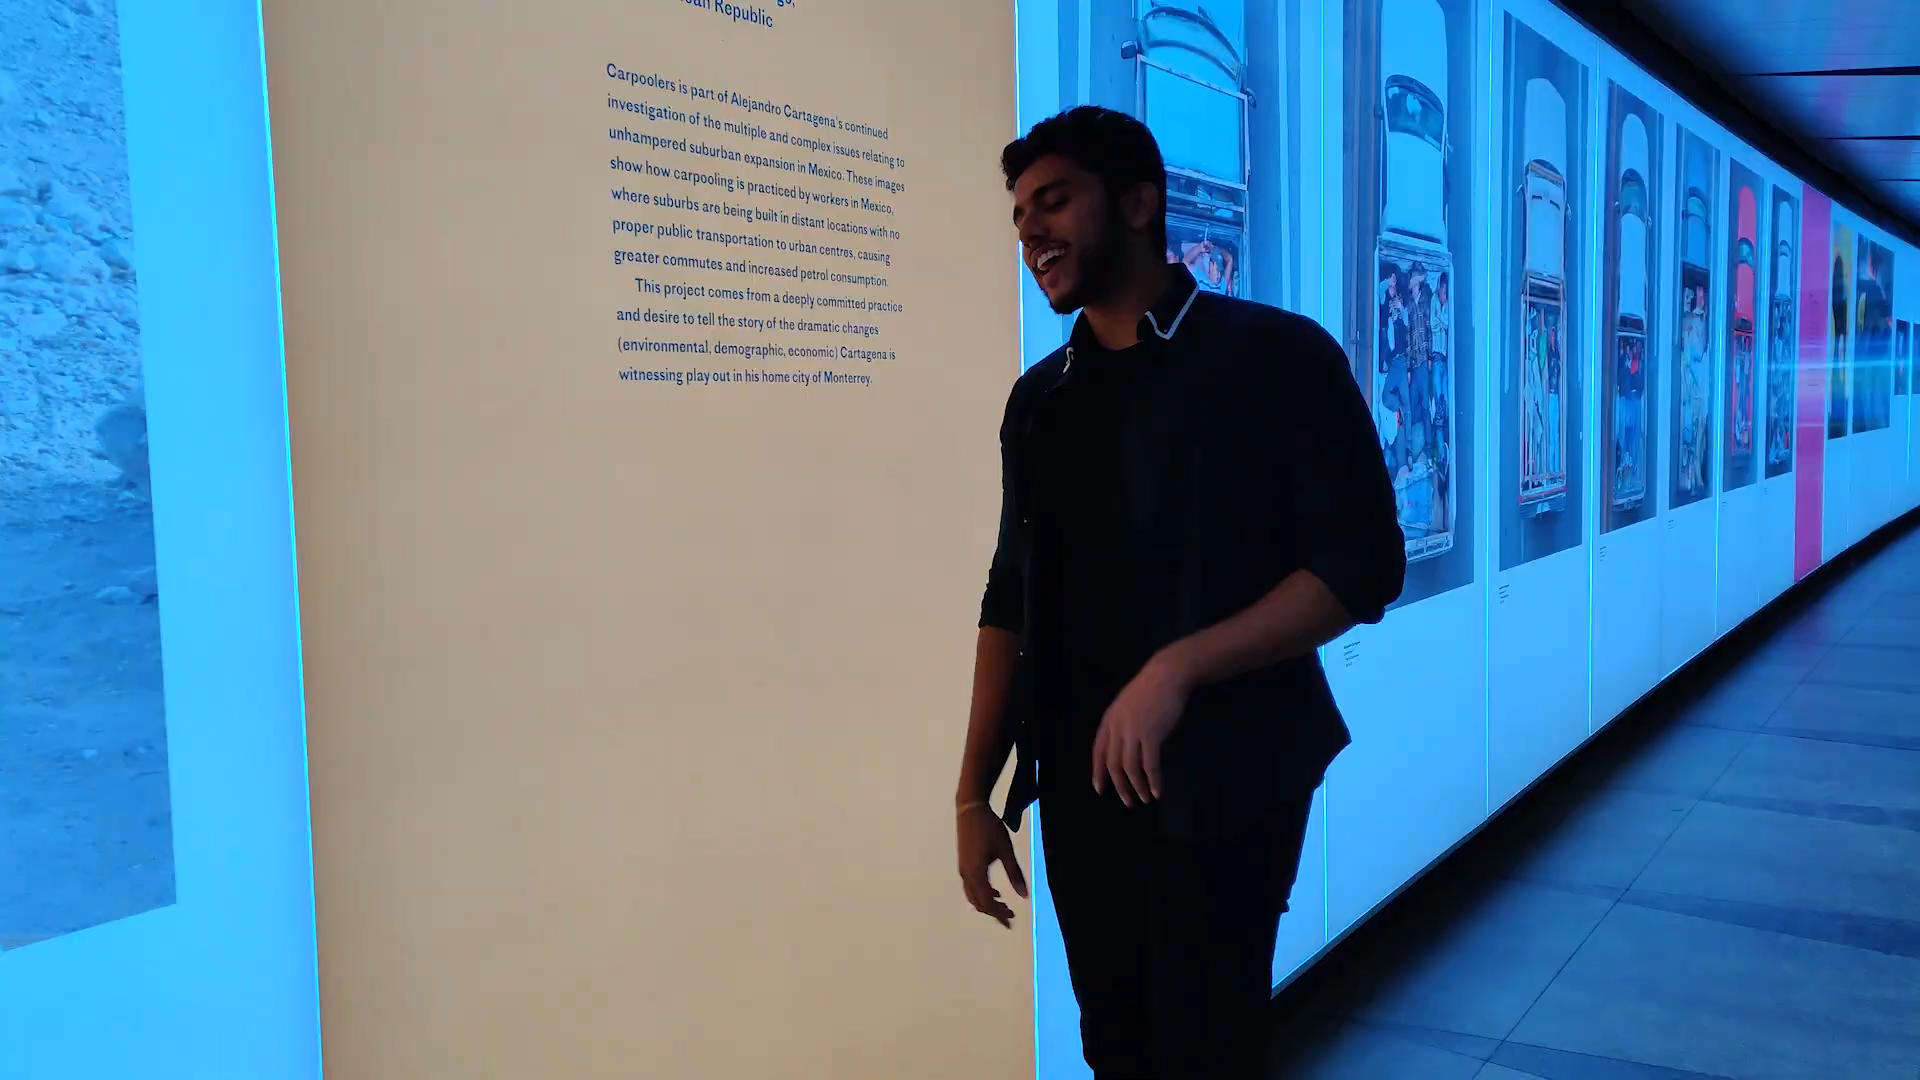 Republic
Carpoolers is part of Alejandro Cartagena's continued
investigation of the multiple and complex issues relating to
unhampered suburban expansion in Mexico. These images
show how carpooling is practiced by workers in Mexico,
where suburbs are being built in distant locations with no
proper public transportation to urban centres, causing
greater commutes and increased petrol consumption.
This project comes from a deeply committed practice
and desire to tell the story of the dramatic changes
(environmental, demographic, economic) Cartagena is
witnessing play out in his home city of Monterrey.